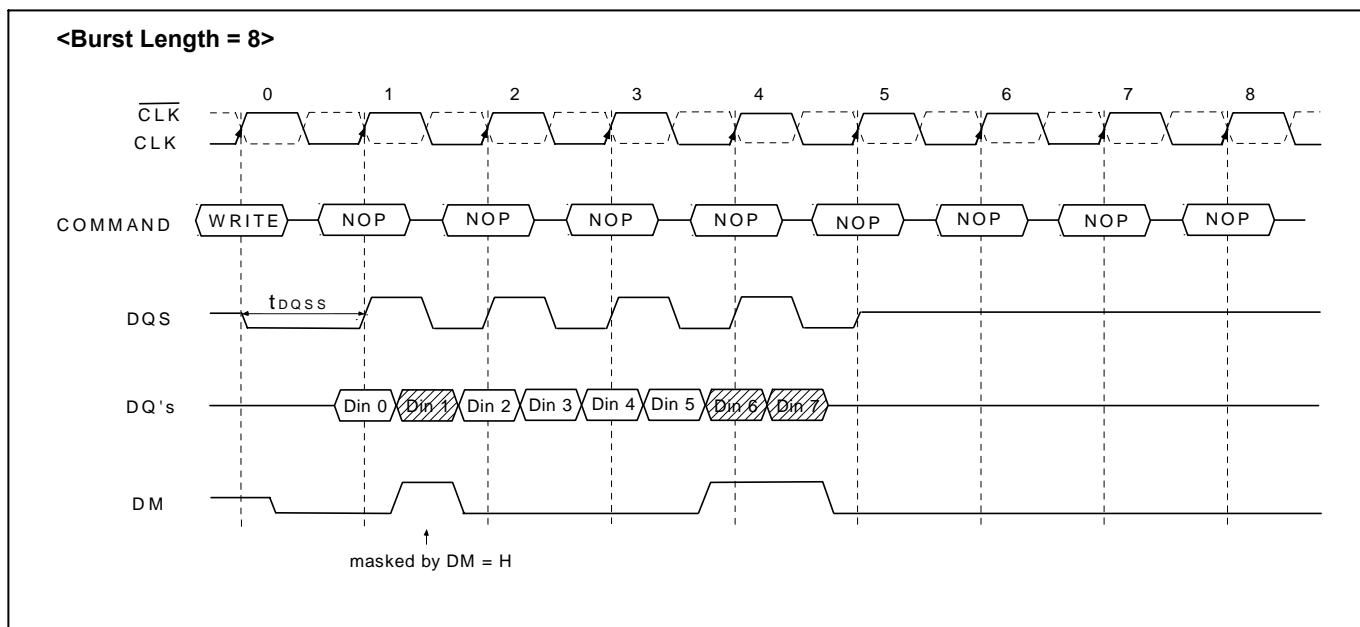 <Burst Length = 8>
0 1 2 3 4 5 6 7 8
CLK
CLK
COMMAND WRITE NOP NOP NOP NOP NOP NOP NOP NOP
tDQSS
DQS
DQ's Din 0 Din 1 Din 2 Din 3 Din 4 Din 5 Din 6 Din 7
DM
masked by DM = H